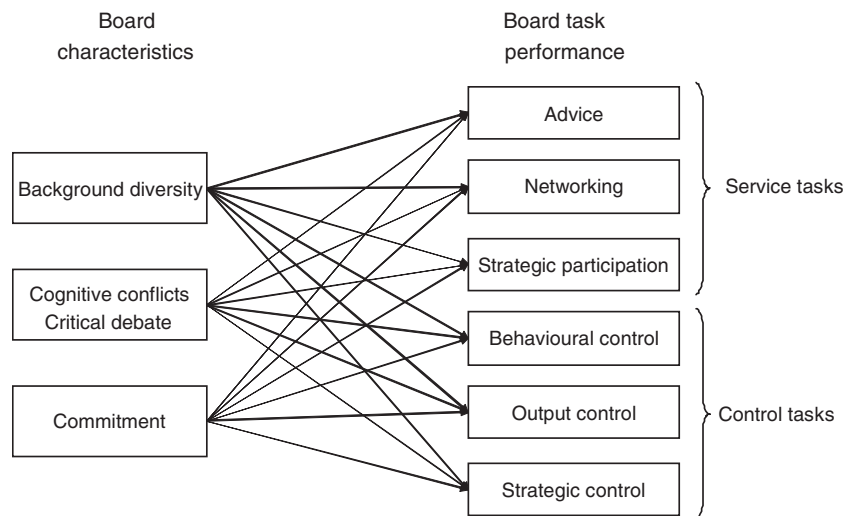 Board
characteristics
Board task
performance
Background diversity
Cognitive conflicts
Critical debate
Commitment
Advice
Networking
Strategic participation
Behavioural control
Output control
Strategic control
Service tasks
Control tasks